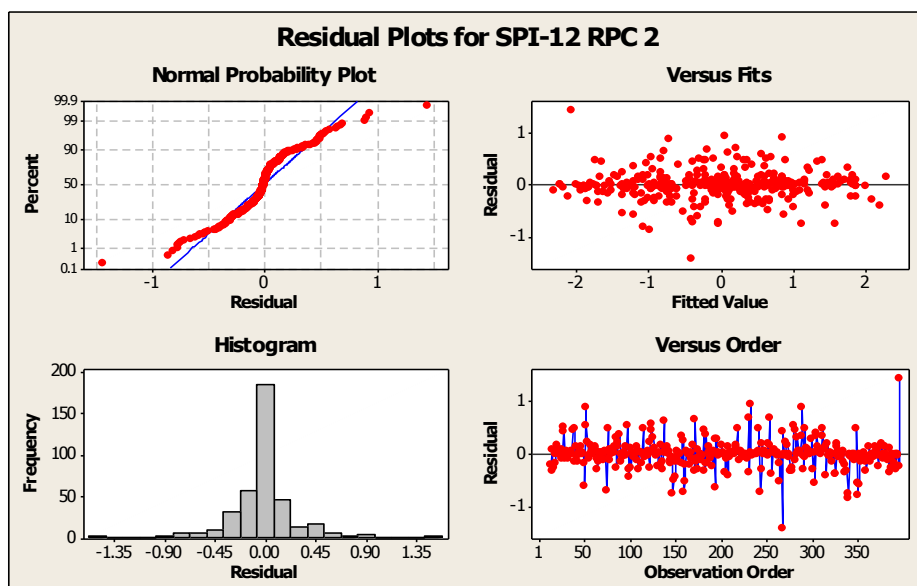 Residual Plots for SPI-12 RPC 2
Normal Probability Plot
99.9
99
90
50
10
1
0.1
Percent
-1 0 1
Residual
Versus Fits
1
0
-1
Residual
-2 -1 0 1 2
Fitted Value
Histogram
200
150
100
50
0
Frequency
-1.35 -0.90 -0.45 0.00 0.45 0.90 1.35
Residual
Versus Order
1
0
-1
Residual
1 50 100 150 200 250 300 350
Observation Order